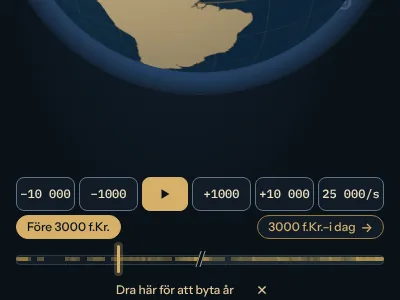 −10 000 −1000 ▶ +1000 +10 000 25 000/s
Före 3000 f.Kr. 3000 f.Kr.–i dag →
Dra här för att byta år ✕